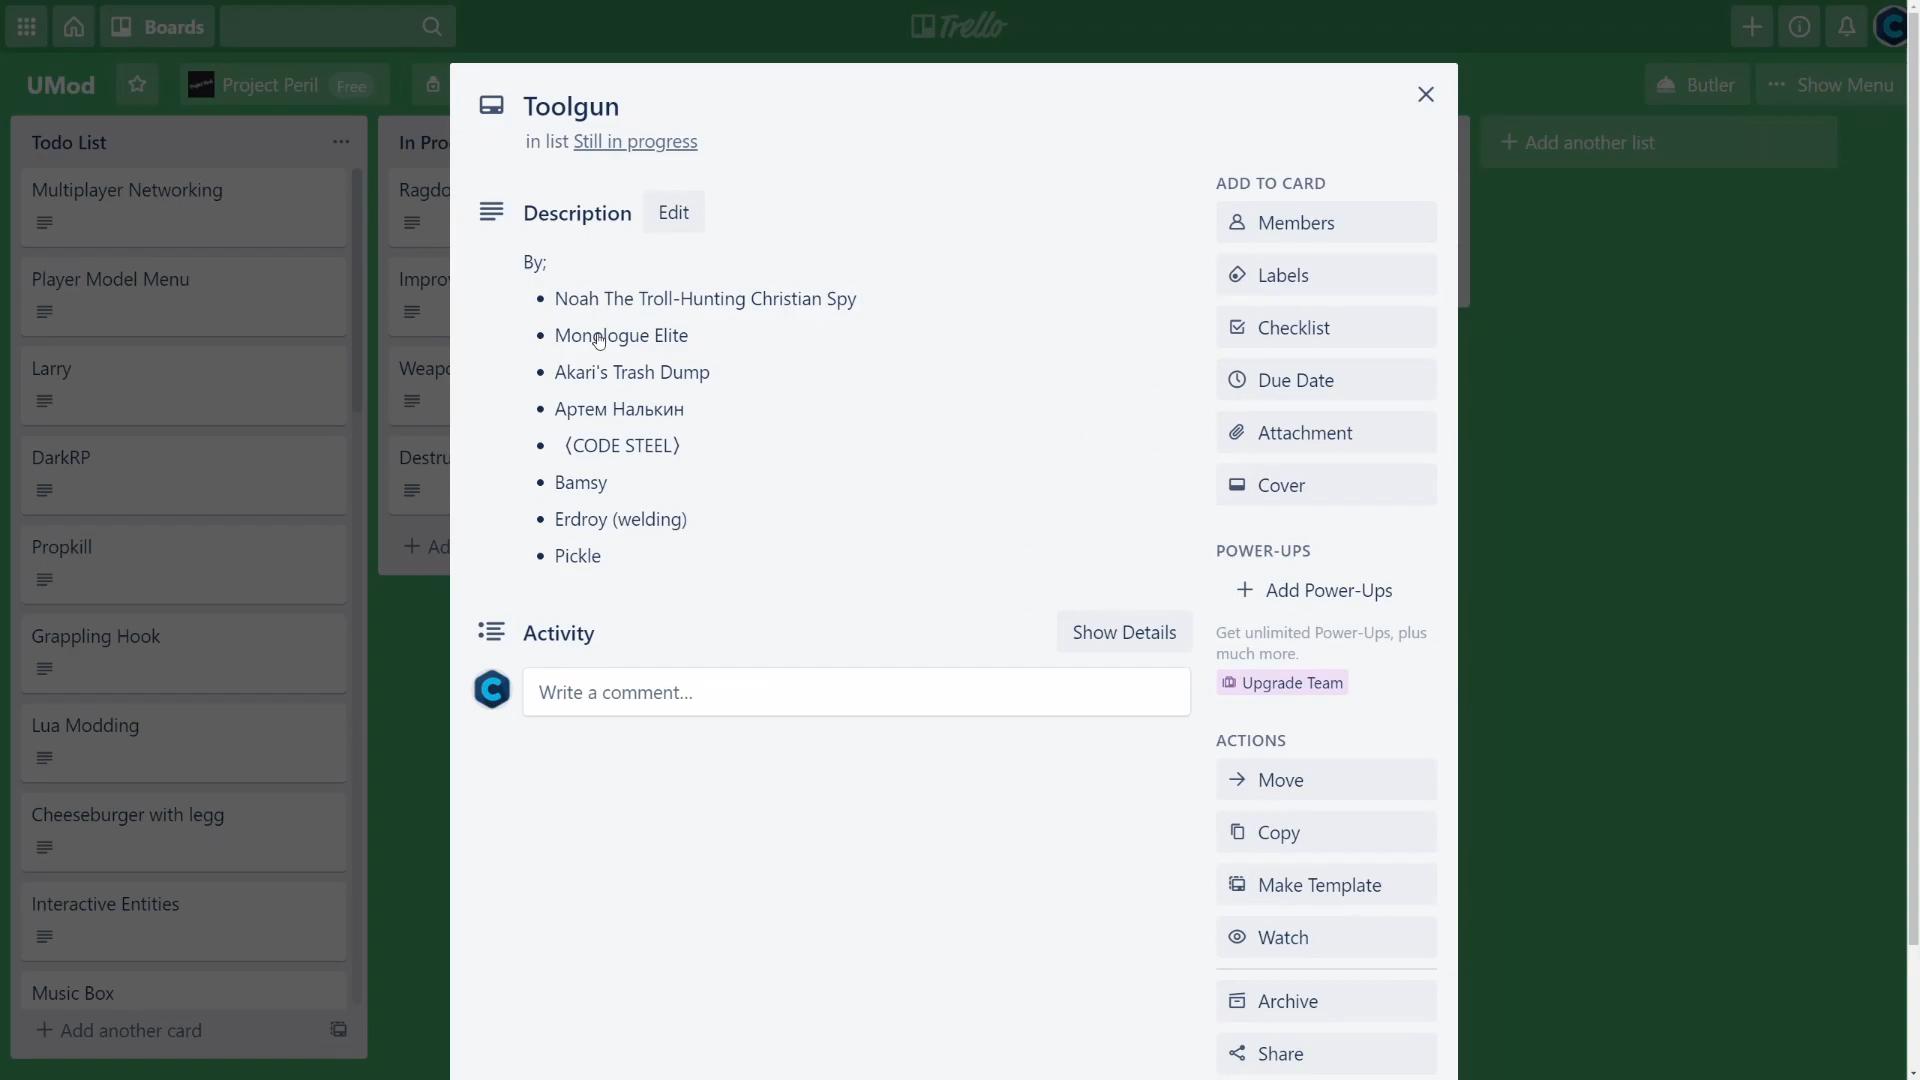 Boards
Trello
UMod
Project Peril Free
Butler
Show Menu
Todo List
Multiplayer Networking
Player Model Menu
Larry
DarkRP
Propkill
Grappling Hook
Lua Modding
Cheeseburger with legg
Interactive Entities
Music Box
+ Add another card
In Pro
Ragdo
Improv
Weapo
Destru
+ Ad
+ Add another list
Toolgun
in list Still in progress
Description Edit
By;
• Noah The Troll-Hunting Christian Spy
• Monologue Elite
• Akari's Trash Dump
• Артем Налькин
• 〈CODE STEEL〉
• Bamsy
• Erdroy (welding)
• Pickle
Activity Show Details
Write a comment...
ADD TO CARD
Members
Labels
Checklist
Due Date
Attachment
Cover
POWER-UPS
+ Add Power-Ups
Get unlimited Power-Ups, plus
much more.
Upgrade Team
ACTIONS
Move
Copy
Make Template
Watch
Archive
Share